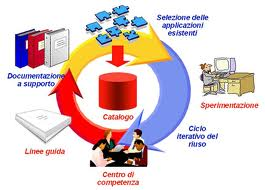 Selezione delle
applicazioni
esistenti
Documentazione
a supporto
Catalogo
Sperimentazione
Linee guida
Ciclo
iterativo del
riuso
Centro di
competenza